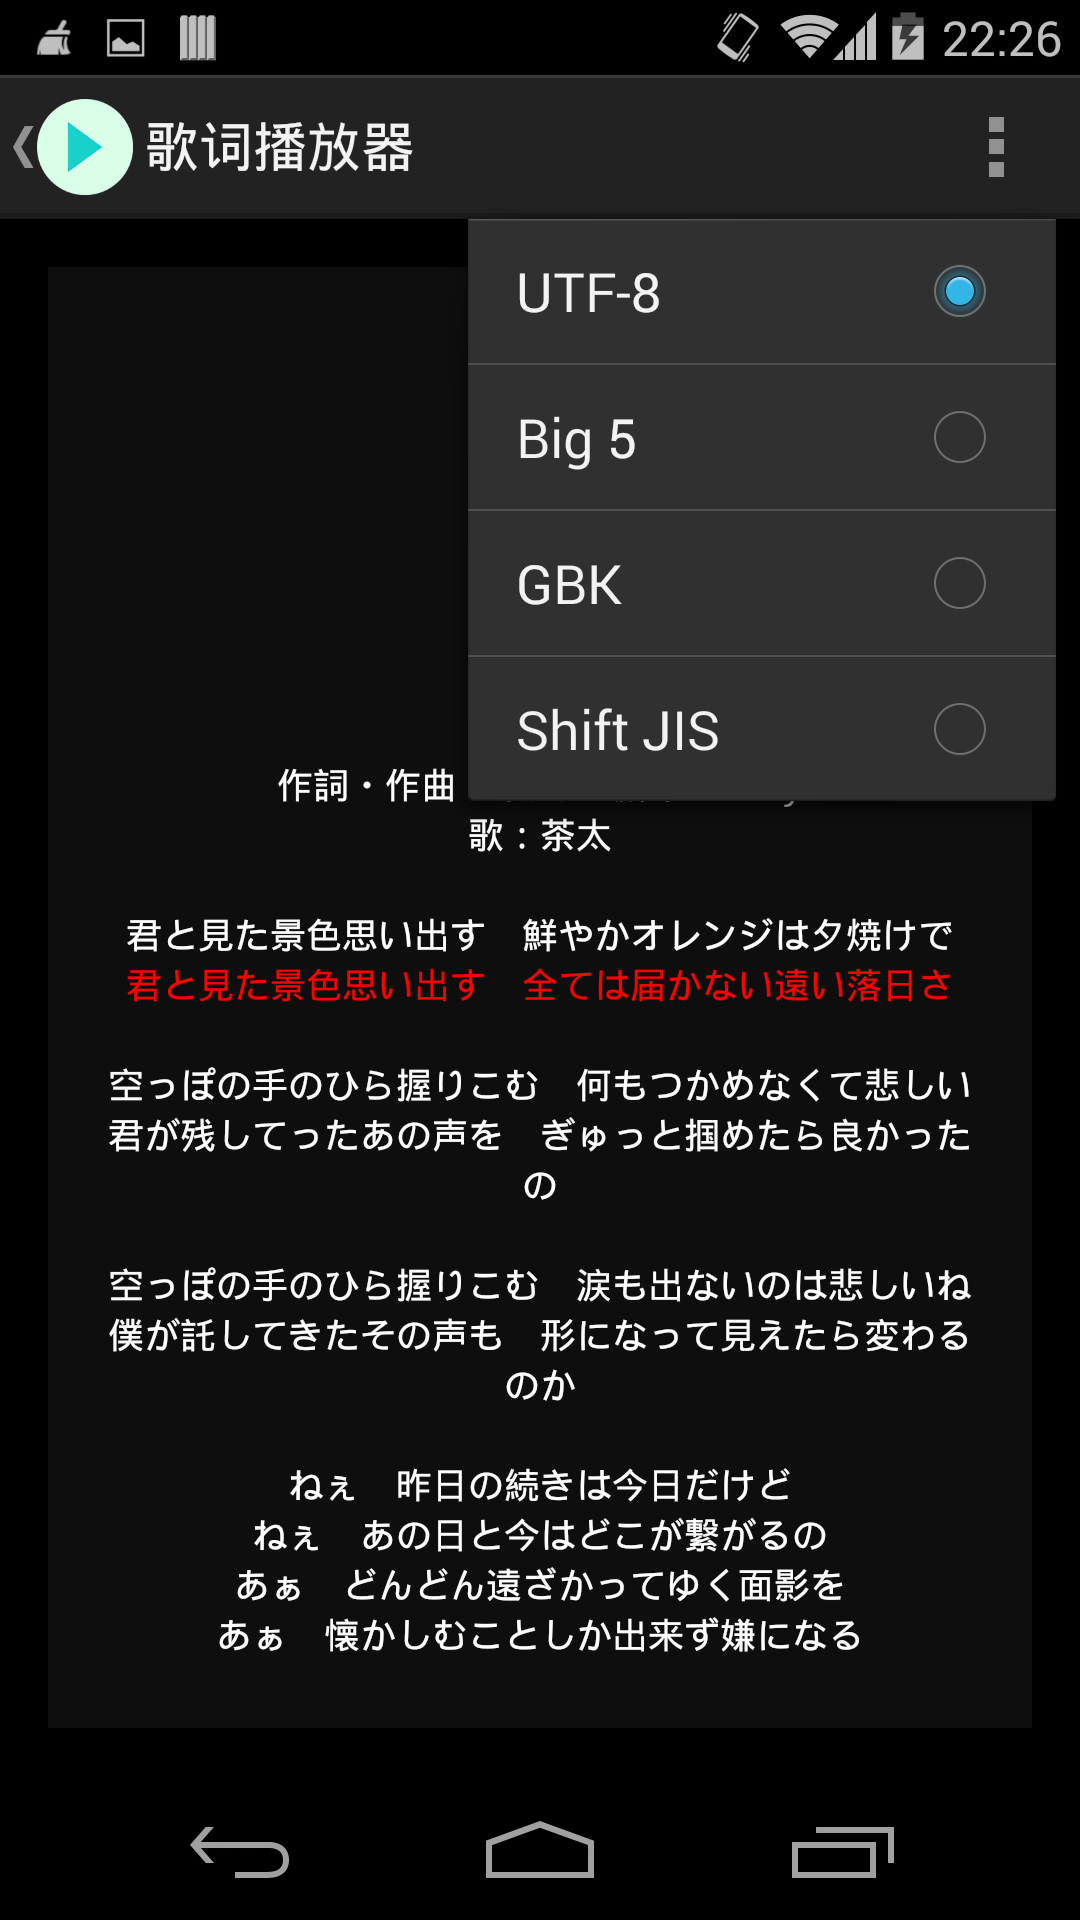 22:26
歌词播放器
UTF-8
Big 5
GBK
Shift JIS
作詞・作曲
歌：茶太
君と見た景色思い出す　鮮やかオレンジは夕焼けで
君と見た景色思い出す　全ては届かない遠い落日さ
空っぽの手のひら握りこむ　何もつかめなくて悲しい
君が残してったあの声を　ぎゅっと掴めたら良かった
の
空っぽの手のひら握りこむ　涙も出ないのは悲しいね
僕が託してきたその声も　形になって見えたら変わる
のか
ねぇ　昨日の続きは今日だけど
ねぇ　あの日と今はどこが繋がるの
あぁ　どんどん遠ざかってゆく面影を
あぁ　懐かしむことしか出来ず嫌になる